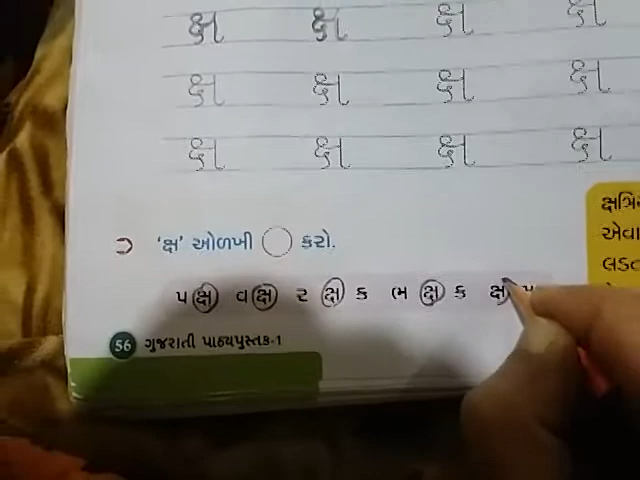 ક્ષ ક્ષ ક્ષ ક્ષ
ક્ષ ક્ષ ક્ષ ક્ષ
ક્ષ ક્ષ ક્ષ ક્ષ
'ક્ષ' ઓળખી ◯ કરો.
પ ક્ષ વ ક્ષ ર ક્ષ ક ભ ક્ષ ક ક્ષ
56 ગુજરાતી પાઠ્યપુસ્તક-1
એવા